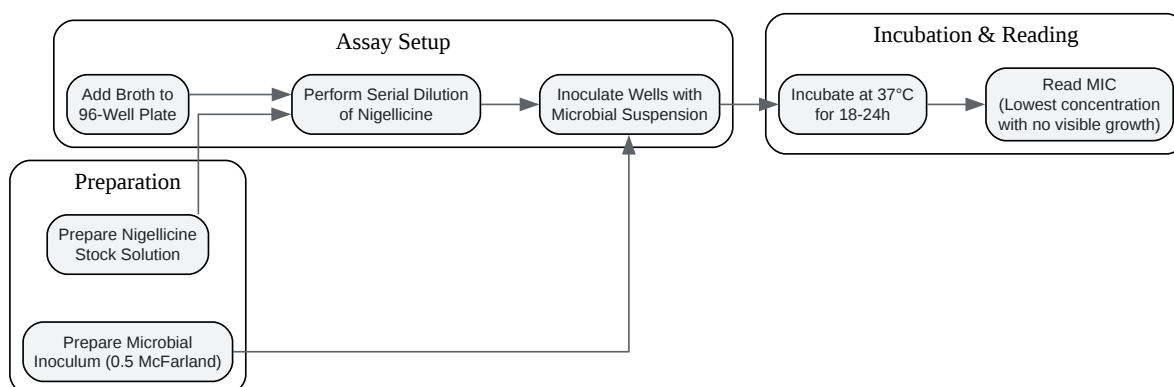 Assay Setup
Add Broth to
96-Well Plate
Perform Serial Dilution
of Nigellicine
Inoculate Wells with
Microbial Suspension
Incubation & Reading
Incubate at 37°C
for 18-24h
Read MIC
(Lowest concentration
with no visible growth)
Preparation
Prepare Nigellicine
Stock Solution
Prepare Microbial
Inoculum (0.5 McFarland)